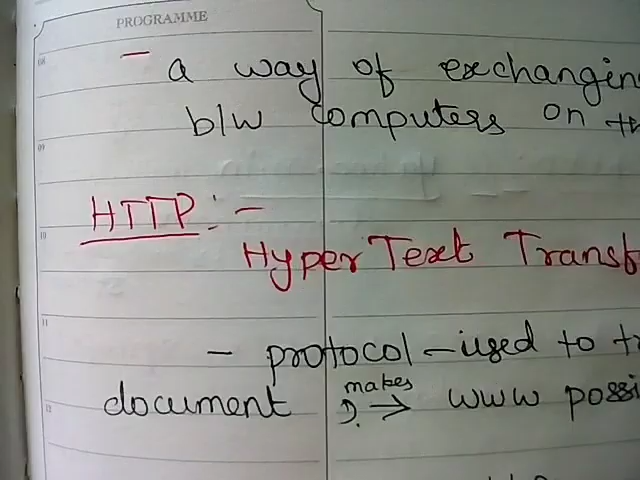 PROGRAMME
08
– a way of exchangin
b/w computers on th
09
HTTP :-
10
HyperText Transf
11
– protocol – used to tr
makes
document → www possi
12